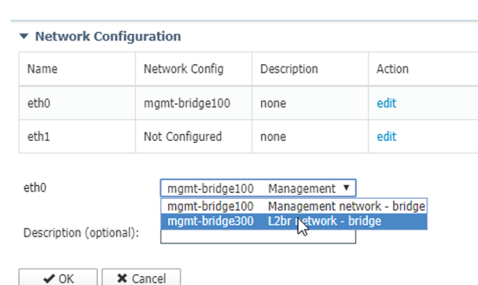 Network Configuration
Name Network Config Description Action
eth0 mgmt-bridge100 none edit
eth1 Not Configured none edit
eth0 mgmt-bridge100 Management
mgmt-bridge100 Management network - bridge
mgmt-bridge300 L2br network - bridge
Description (optional):
OK Cancel